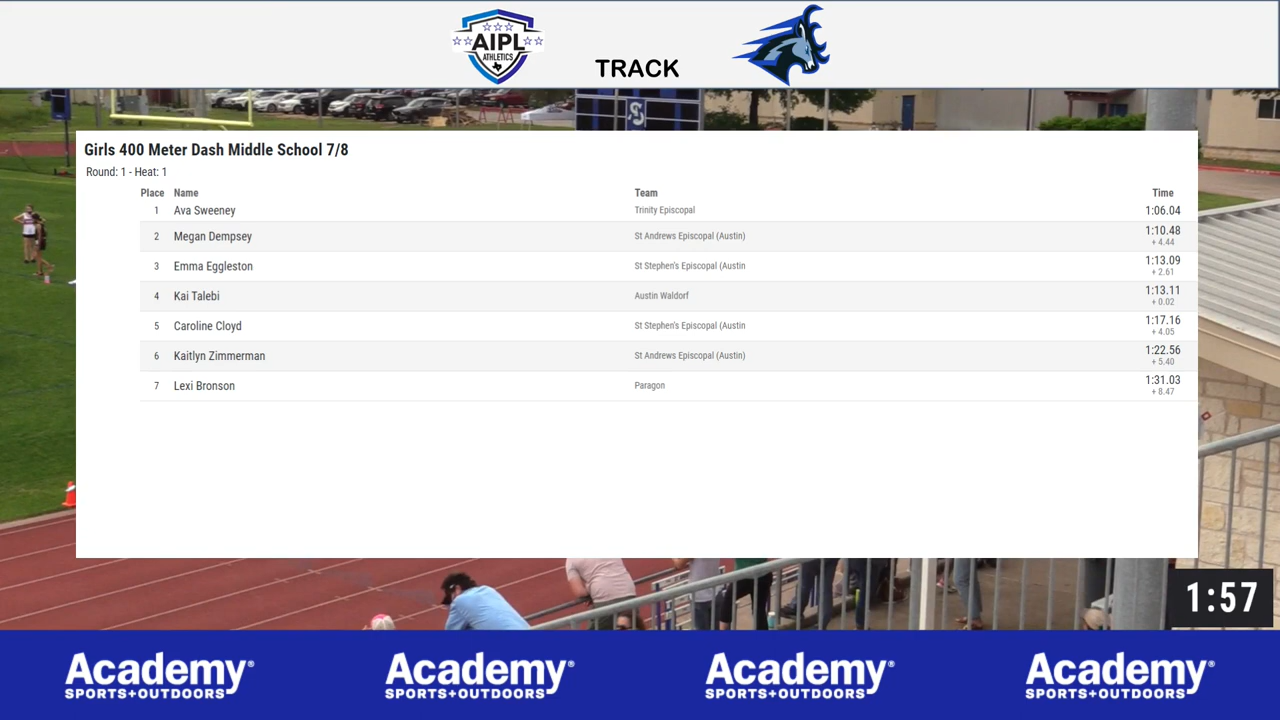 AIPL
ATHLETICS
TRACK
S
Girls 400 Meter Dash Middle School 7/8
Round: 1 - Heat: 1
Place Name Team Time
1 Ava Sweeney Trinity Episcopal 1:06.04
2 Megan Dempsey St Andrews Episcopal (Austin) 1:10.48
+ 4.44
3 Emma Eggleston St Stephen's Episcopal (Austin 1:13.09
+ 2.61
4 Kai Talebi Austin Waldorf 1:13.11
+ 0.02
5 Caroline Cloyd St Stephen's Episcopal (Austin 1:17.16
+ 4.05
6 Kaitlyn Zimmerman St Andrews Episcopal (Austin) 1:22.56
+ 5.40
7 Lexi Bronson Paragon 1:31.03
+ 8.47
1:57
Academy® Academy® Academy® Academy®
SPORTS+OUTDOORS SPORTS+OUTDOORS SPORTS+OUTDOORS SPORTS+OUTDOORS